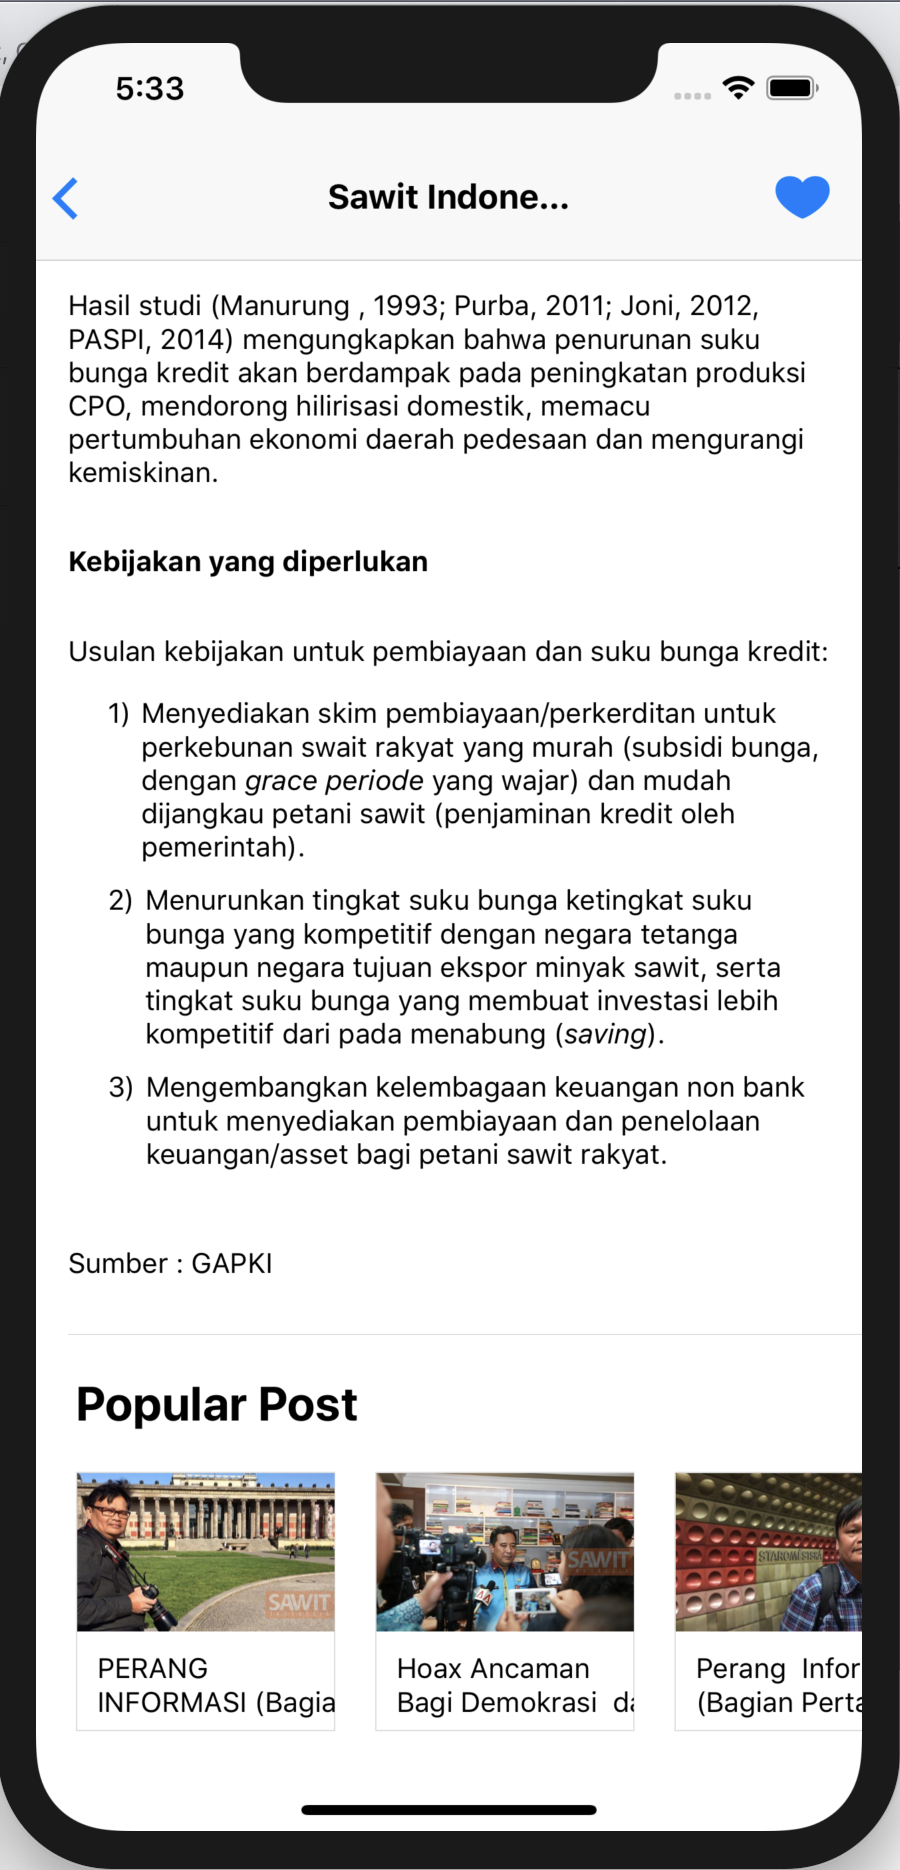 5:33
Sawit Indone...
Hasil studi (Manurung , 1993; Purba, 2011; Joni, 2012,
PASPI, 2014) mengungkapkan bahwa penurunan suku
bunga kredit akan berdampak pada peningkatan produksi
CPO, mendorong hilirisasi domestik, memacu
pertumbuhan ekonomi daerah pedesaan dan mengurangi
kemiskinan.
Kebijakan yang diperlukan
Usulan kebijakan untuk pembiayaan dan suku bunga kredit:
1) Menyediakan skim pembiayaan/perkerditan untuk
perkebunan swait rakyat yang murah (subsidi bunga,
dengan grace periode yang wajar) dan mudah
dijangkau petani sawit (penjaminan kredit oleh
pemerintah).
2) Menurunkan tingkat suku bunga ketingkat suku
bunga yang kompetitif dengan negara tetanga
maupun negara tujuan ekspor minyak sawit, serta
tingkat suku bunga yang membuat investasi lebih
kompetitif dari pada menabung (saving).
3) Mengembangkan kelembagaan keuangan non bank
untuk menyediakan pembiayaan dan penelolaan
keuangan/asset bagi petani sawit rakyat.
Sumber : GAPKI
Popular Post
SAWIT
SAWIT
STAROMĚSTSKÁ
PERANG
INFORMASI (Bagia
Hoax Ancaman
Bagi Demokrasi da
Perang Infor
(Bagian Perta